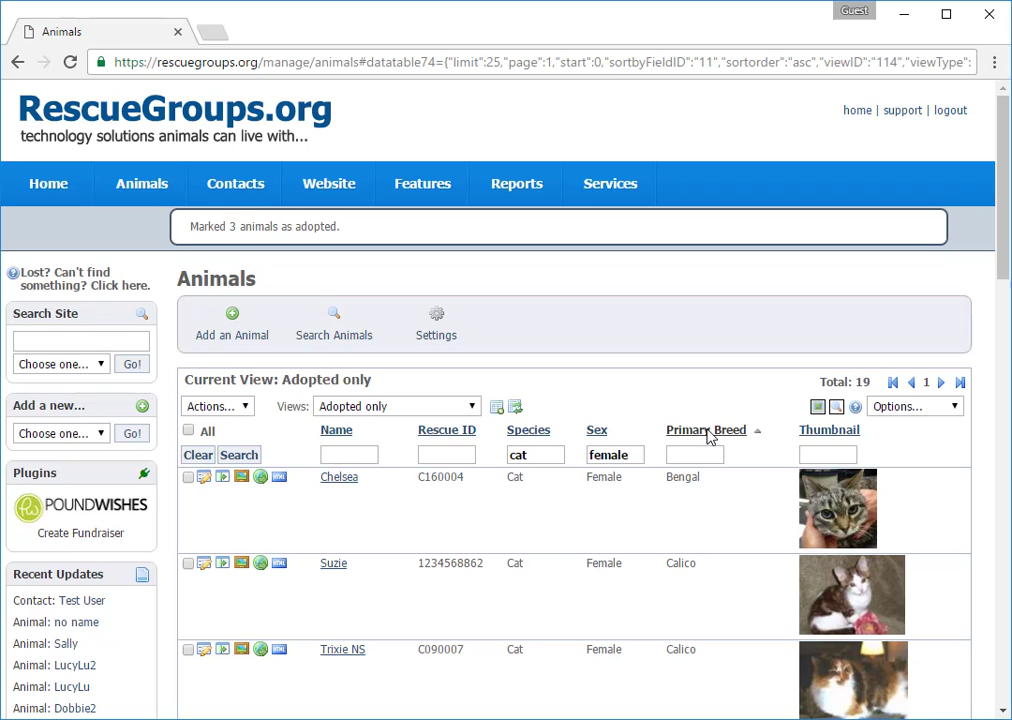 Guest
Animals
https://rescuegroups.org/manage/animals#datatable74={"limit":25,"page":1,"start":0,"sortbyFieldID":"11","sortorder":"asc","viewID":"114","viewType":
RescueGroups.org
technology solutions animals can live with...
home | support | logout
Home Animals Contacts Website Features Reports Services
Marked 3 animals as adopted.
Lost? Can't find
something? Click here.
Search Site
Choose one... Go!
Add a new...
Choose one... Go!
Plugins
POUNDWISHES
Create Fundraiser
Recent Updates
Contact: Test User
Animal: no name
Animal: Sally
Animal: LucyLu2
Animal: LucyLu
Animal: Dobbie2
Animals
Add an Animal Search Animals Settings
Current View: Adopted only Total: 19 1
Actions... Views: Adopted only Options...
All Name Rescue ID Species Sex Primary Breed Thumbnail
Clear Search cat female
Chelsea C160004 Cat Female Bengal
Suzie 1234568862 Cat Female Calico
Trixie NS C090007 Cat Female Calico